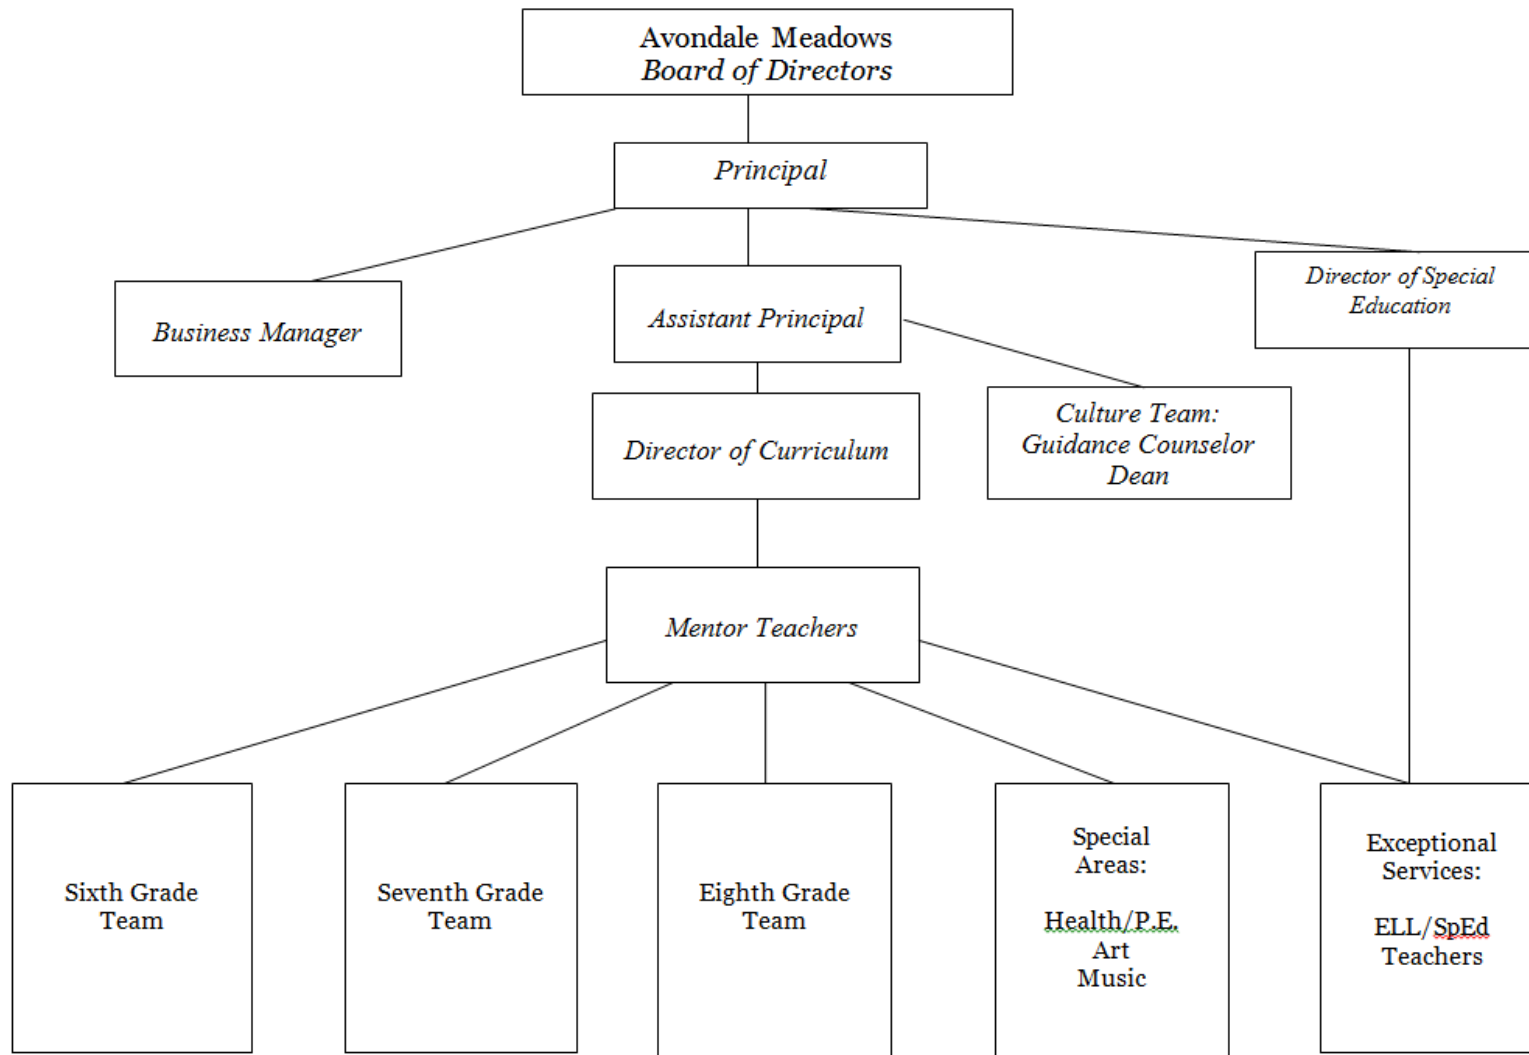 Avondale Meadows
Board of Directors
Principal
Business Manager
Assistant Principal
Director of Special
Education
Director of Curriculum
Culture Team:
Guidance Counselor
Dean
Mentor Teachers
Sixth Grade
Team
Seventh Grade
Team
Eighth Grade
Team
Special
Areas:
Health/P.E.
Art
Music
Exceptional
Services:
ELL/SpEd
Teachers